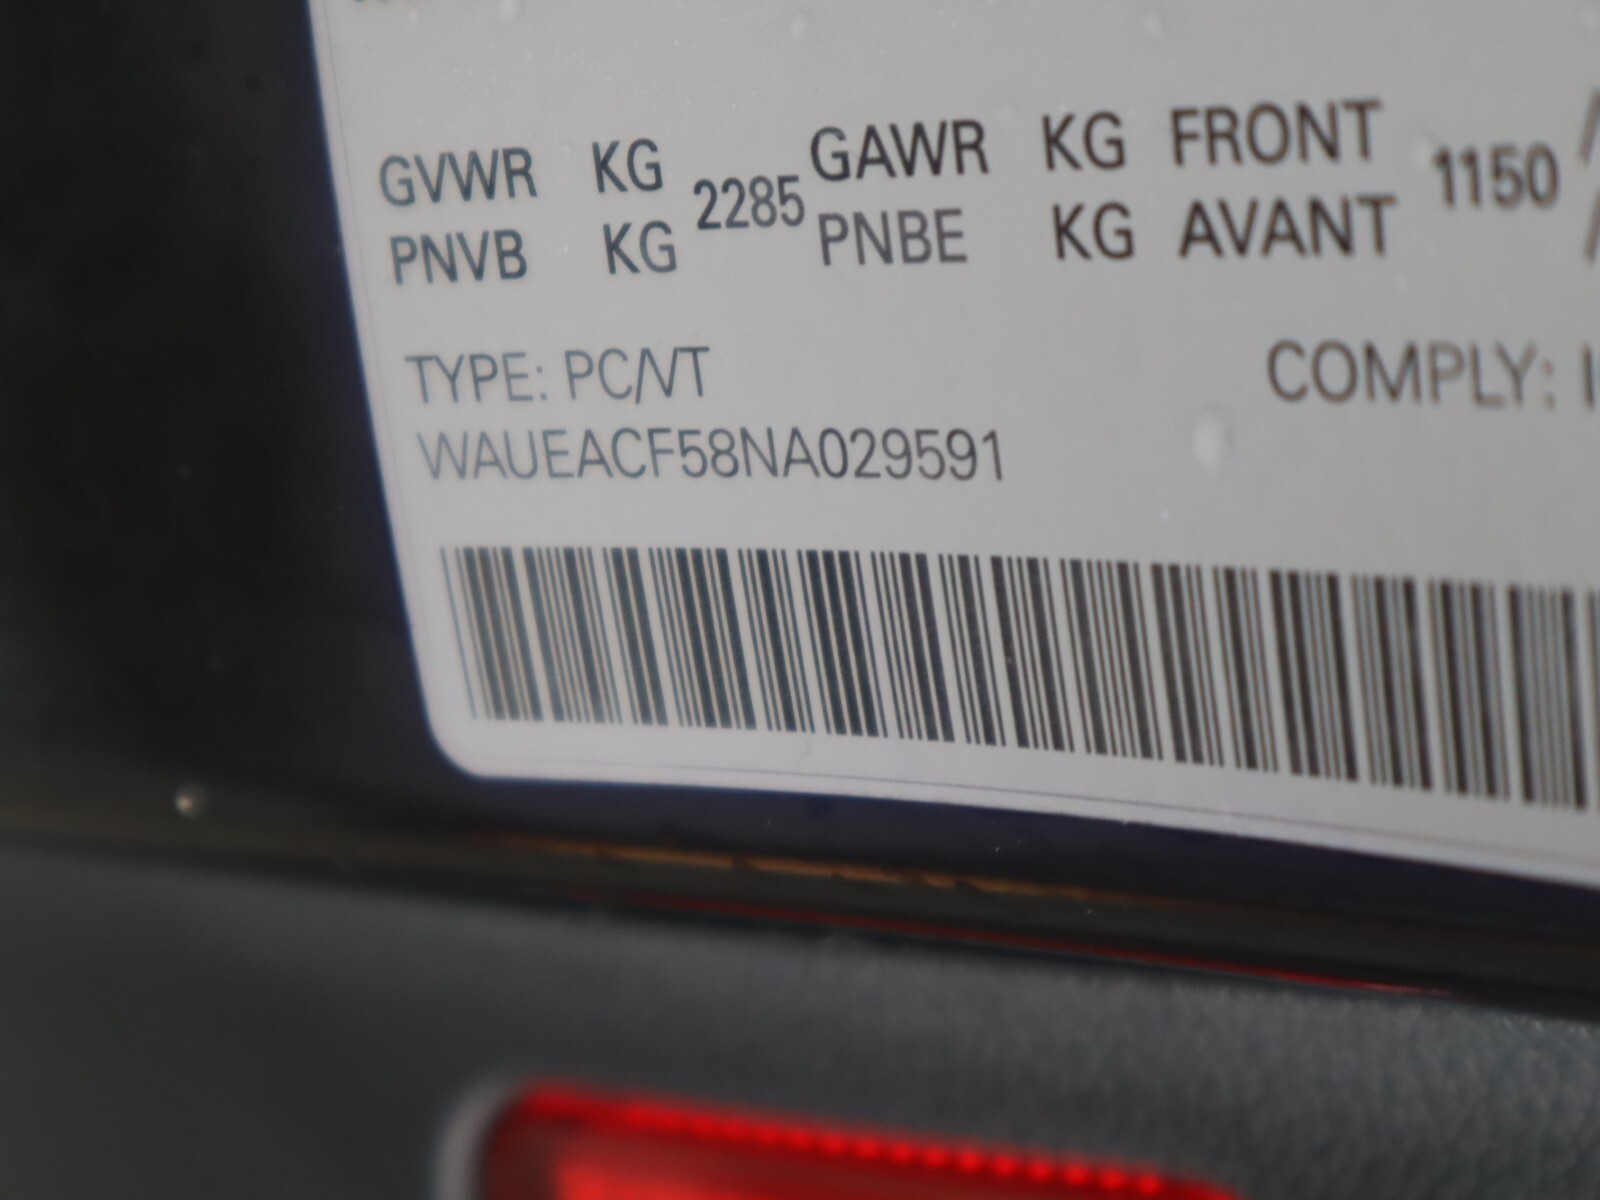 GVWR KG 2285 GAWR KG FRONT 1150
PNVB KG PNBE KG AVANT
TYPE: PC/VT COMPLY:
WAUEACF58NA029591